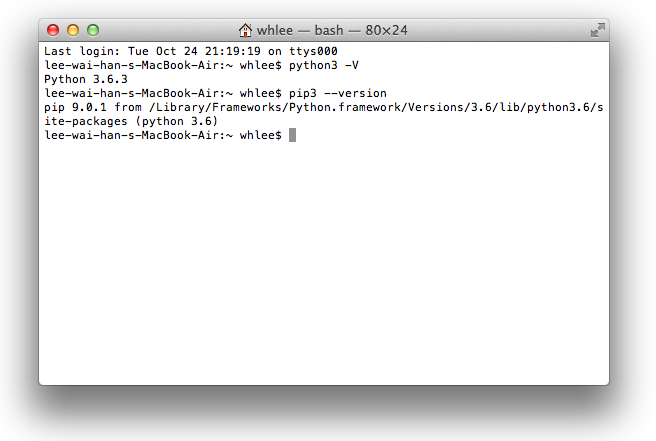 whlee — bash — 80×24
Last login: Tue Oct 24 21:19:19 on ttys000
lee-wai-han-s-MacBook-Air:~ whlee$ python3 -V
Python 3.6.3
lee-wai-han-s-MacBook-Air:~ whlee$ pip3 --version
pip 9.0.1 from /Library/Frameworks/Python.framework/Versions/3.6/lib/python3.6/s
ite-packages (python 3.6)
lee-wai-han-s-MacBook-Air:~ whlee$